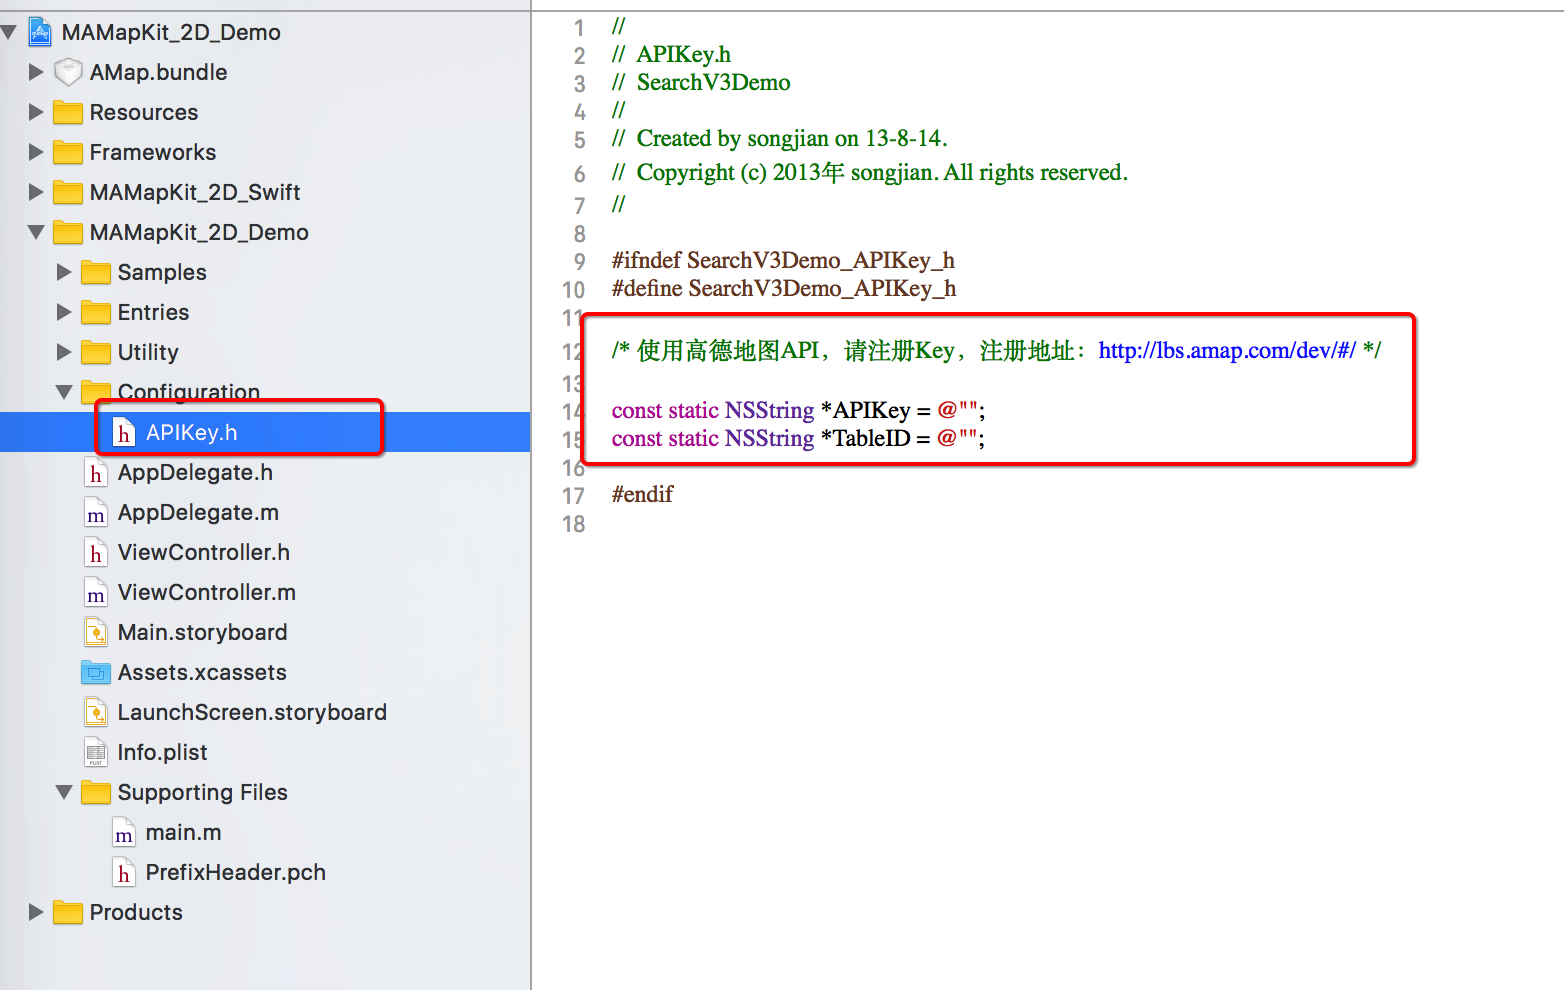 MAMapKit_2D_Demo
AMap.bundle
Resources
Frameworks
MAMapKit_2D_Swift
MAMapKit_2D_Demo
Samples
Entries
Utility
Configuration
h APIKey.h
h AppDelegate.h
m AppDelegate.m
h ViewController.h
m ViewController.m
Main.storyboard
Assets.xcassets
LaunchScreen.storyboard
PLIST Info.plist
Supporting Files
m main.m
h PrefixHeader.pch
Products
1 //
2 // APIKey.h
3 // SearchV3Demo
4 //
5 // Created by songjian on 13-8-14.
6 // Copyright (c) 2013年 songjian. All rights reserved.
7 //
8
9 #ifndef SearchV3Demo_APIKey_h
10 #define SearchV3Demo_APIKey_h
11
12 /* 使用高德地图API，请注册Key，注册地址：http://lbs.amap.com/dev/#/ */
13
14 const static NSString *APIKey = @"";
15 const static NSString *TableID = @"";
16
17 #endif
18